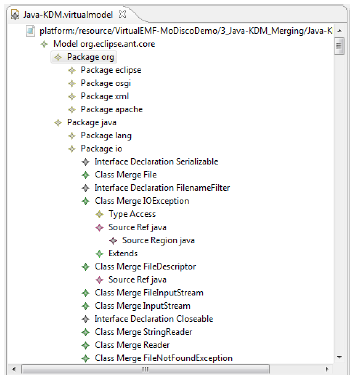 Java-KDM.virtualmodel
platform:/resource/VirtualEMF-MoDiscoDemo/3_Java-KDM_Merging/Java-K
Model org.eclipse.ant.core
Package org
Package eclipse
Package osgi
Package xml
Package apache
Package java
Package lang
Package io
Interface Declaration Serializable
Class Merge File
Interface Declaration FilenameFilter
Class Merge IOException
Type Access
Source Ref java
Source Region java
Extends
Class Merge FileDescriptor
Source Ref java
Class Merge FileInputStream
Class Merge InputStream
Interface Declaration Closeable
Class Merge StringReader
Class Merge Reader
Class Merge FileNotFoundException